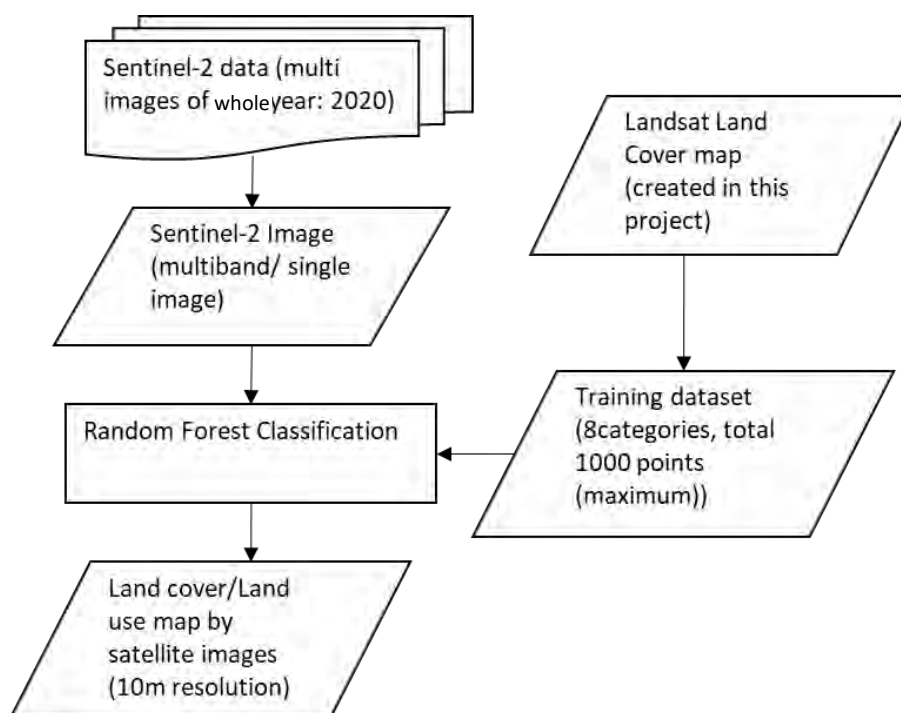 Sentinel-2 data (multi
images of whole year: 2020)
Landsat Land
Cover map
(created in this
project)
Sentinel-2 Image
(multiband/ single
image)
Training dataset
(8categories, total
1000 points
(maximum))
Random Forest Classification
Land cover/Land
use map by
satellite images
(10m resolution)